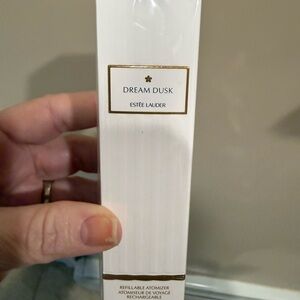 DREAM DUSK
ESTĒE LAUDER
REFILLABLE ATOMIZER
ATOMISEUR DE VOYAGE
RECHARGEABLE